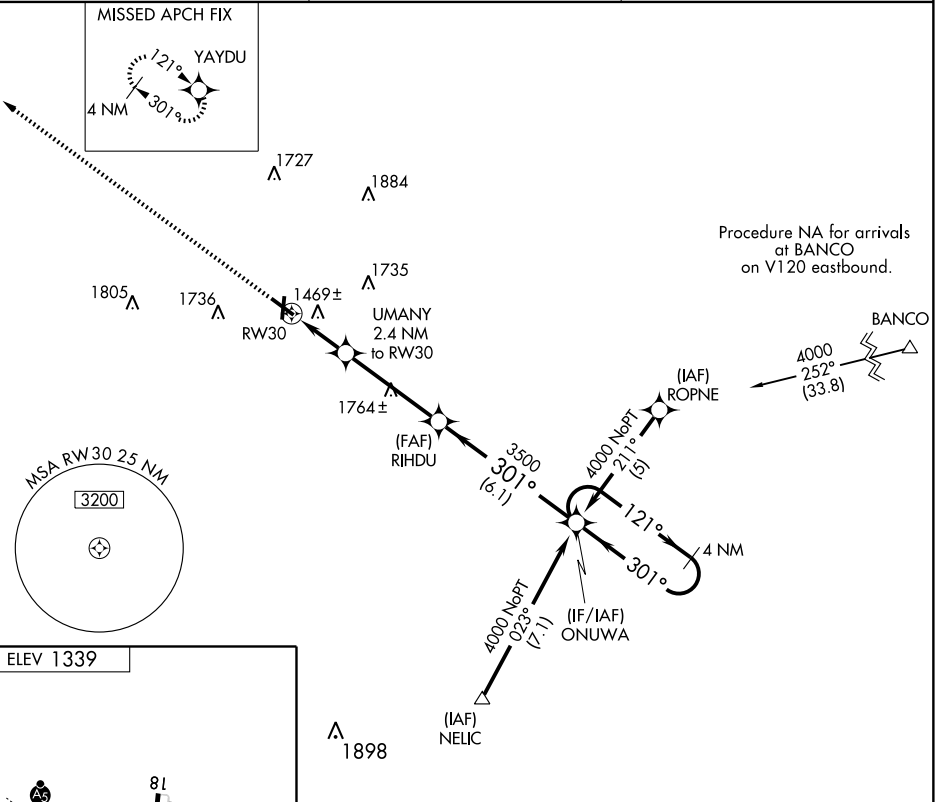 MISSED APCH FIX
YAYDU
121°
301°
4 NM
1727
1884
Procedure NA for arrivals
at BANCO
on V120 eastbound.
1735
1805
1736
1469±
RW30
UMANY
2.4 NM
to RW30
BANCO
4000
252°
(33.8)
(IAF)
ROPNE
1764±
(FAF)
RIHDU
4000 NoPT
211°
(5)
3500
301°
(6.1)
MSA RW30 25 NM
3200
121°
301°
4 NM
(IF/IAF)
ONUWA
4000 NoPT
023°
(7.1)
(IAF)
NELIC
ELEV 1339
1898
A5
18